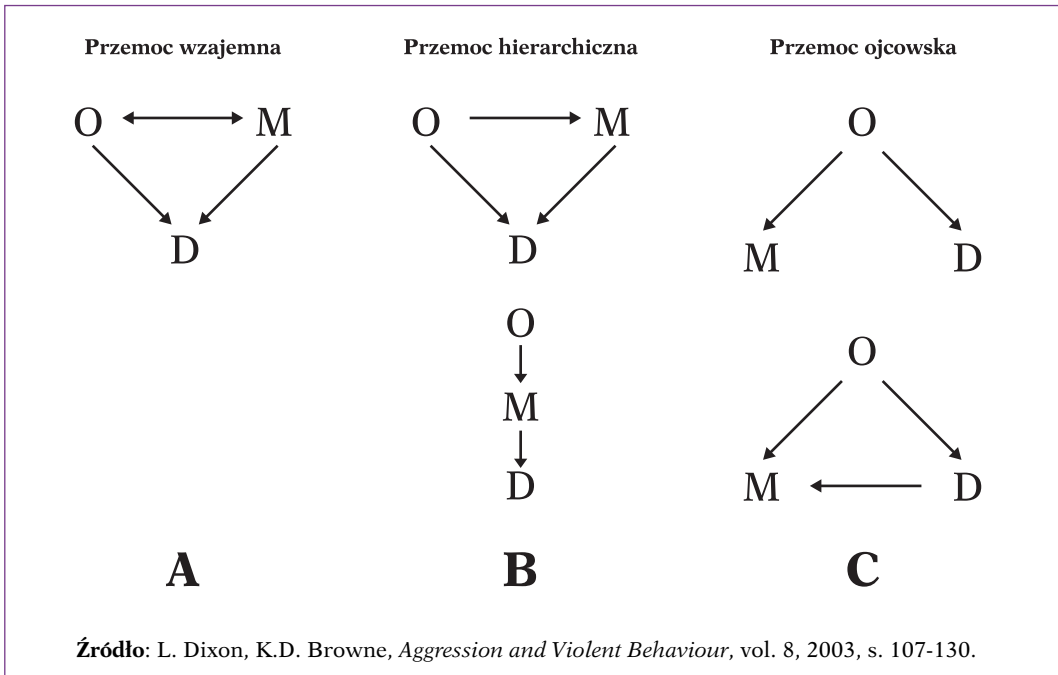 Przemoc wzajemna
Przemoc hierarchiczna
Przemoc ojcowska
O M
D
O M
D
O
M
D
O
M D
O
M D
A
B
C
Źródło: L. Dixon, K.D. Browne, Aggression and Violent Behaviour, vol. 8, 2003, s. 107-130.